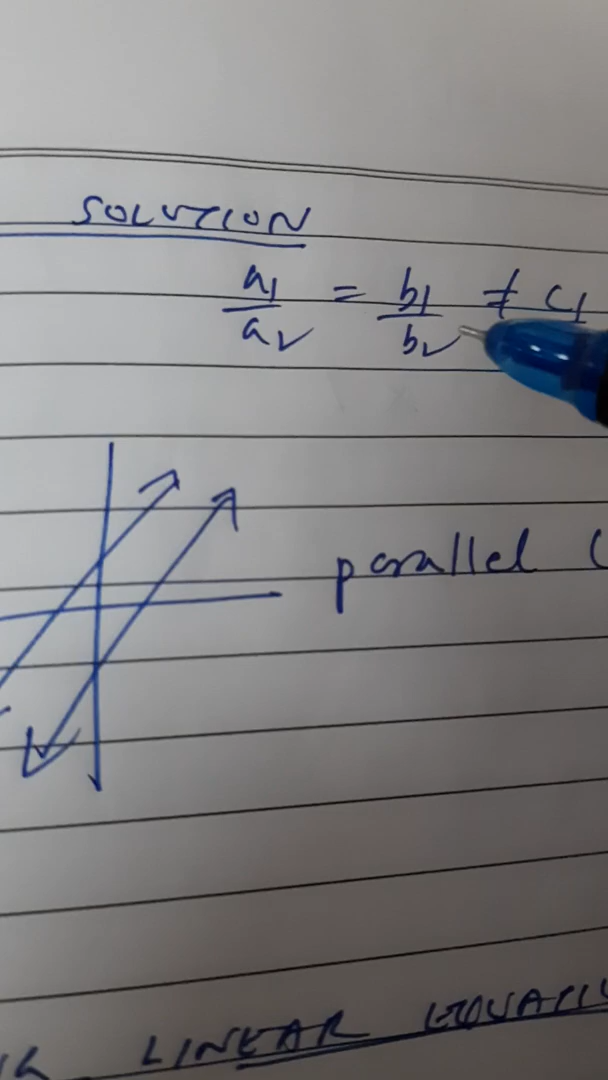 SOLUTION
a1/a2 = b1/b2 ≠ c1
parallel (
LINEAR